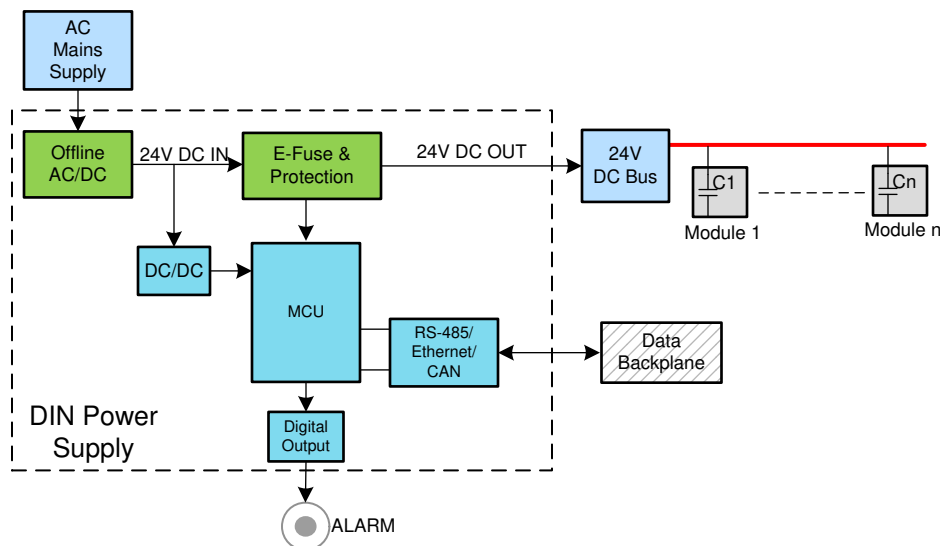 AC
Mains
Supply
Offline
AC/DC
24V DC IN
E-Fuse &
Protection
24V DC OUT
24V
DC Bus
C1
Cn
Module 1
Module n
DC/DC
MCU
RS-485/
Ethernet/
CAN
Data
Backplane
DIN Power
Supply
Digital
Output
ALARM